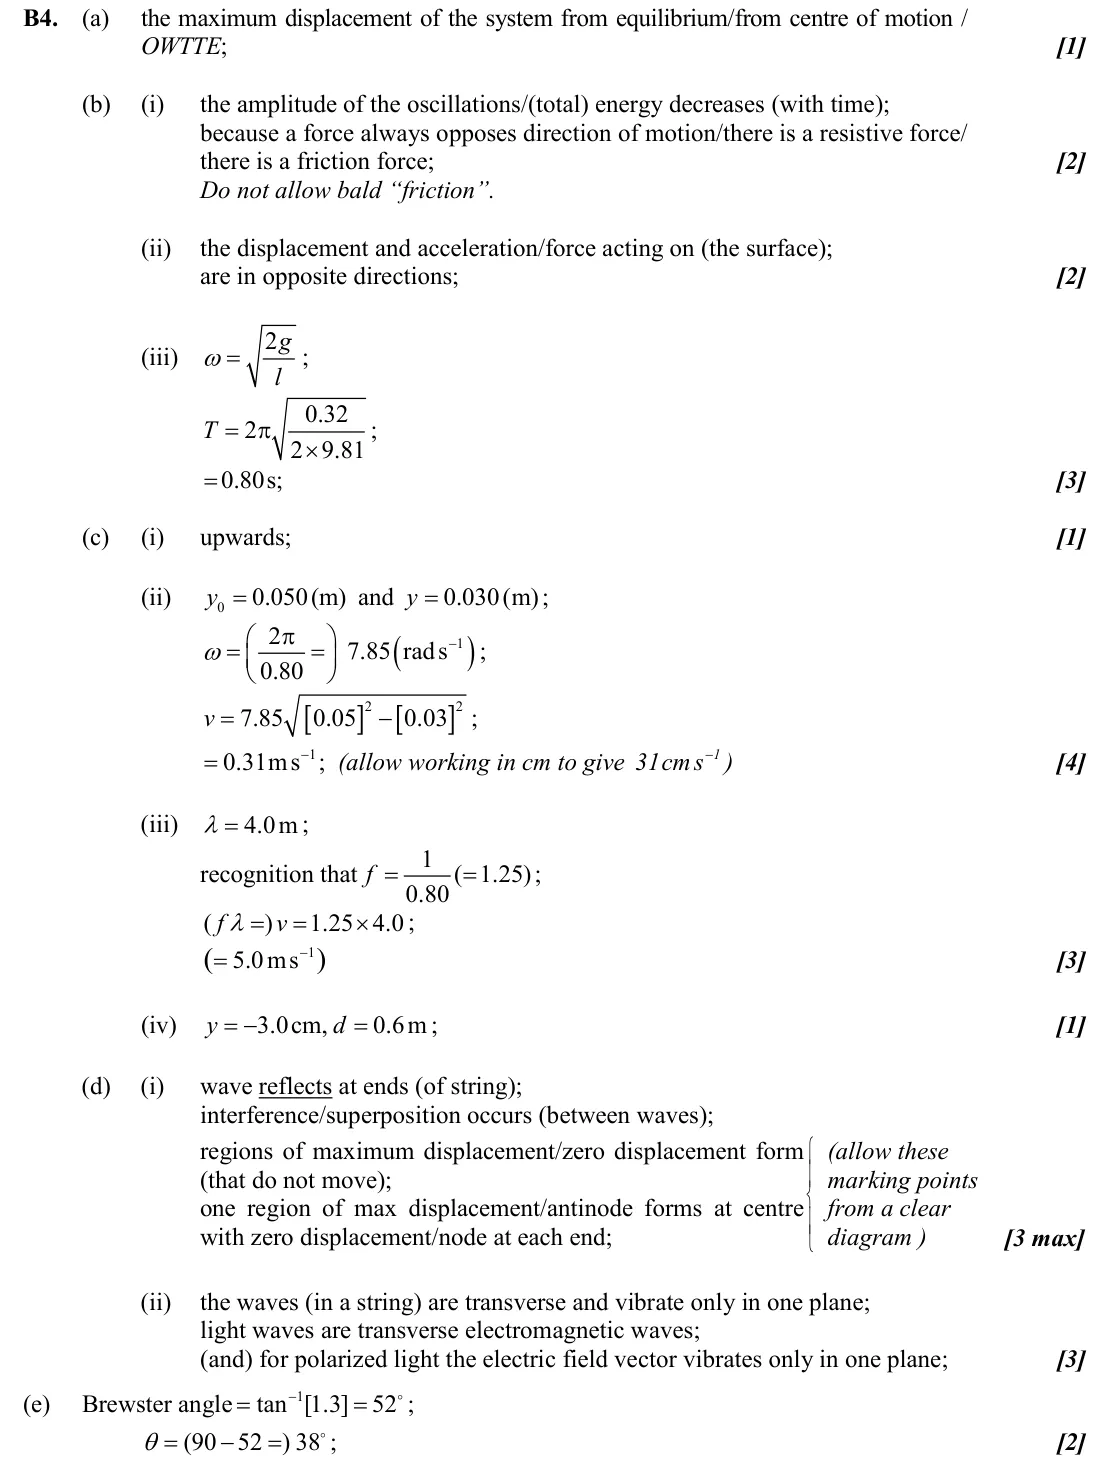 B4. (a) the maximum displacement of the system from equilibrium/from centre of motion /
OWTTE; [1]
(b) (i) the amplitude of the oscillations/(total) energy decreases (with time);
because a force always opposes direction of motion/there is a resistive force/
there is a friction force; [2]
Do not allow bald “friction”.
(ii) the displacement and acceleration/force acting on (the surface);
are in opposite directions; [2]
(iii) ω = √(2g/l) ;
T = 2π√(0.32/(2×9.81)) ;
= 0.80s; [3]
(c) (i) upwards; [1]
(ii) y₀ = 0.050(m) and y = 0.030(m);
ω = (2π/0.80 =) 7.85(rad s⁻¹);
v = 7.85√([0.05]² − [0.03]²) ;
= 0.31m s⁻¹; (allow working in cm to give 31cm s⁻¹) [4]
(iii) λ = 4.0m;
recognition that f = 1/0.80 (= 1.25);
(fλ =) v = 1.25×4.0;
(= 5.0m s⁻¹) [3]
(iv) y = −3.0cm, d = 0.6m; [1]
(d) (i) wave reflects at ends (of string);
interference/superposition occurs (between waves);
regions of maximum displacement/zero displacement form (allow these
(that do not move); marking points
one region of max displacement/antinode forms at centre from a clear
with zero displacement/node at each end; diagram) [3 max]
(ii) the waves (in a string) are transverse and vibrate only in one plane;
light waves are transverse electromagnetic waves;
(and) for polarized light the electric field vector vibrates only in one plane; [3]
(e) Brewster angle = tan⁻¹[1.3] = 52°;
θ = (90 − 52 =) 38°; [2]